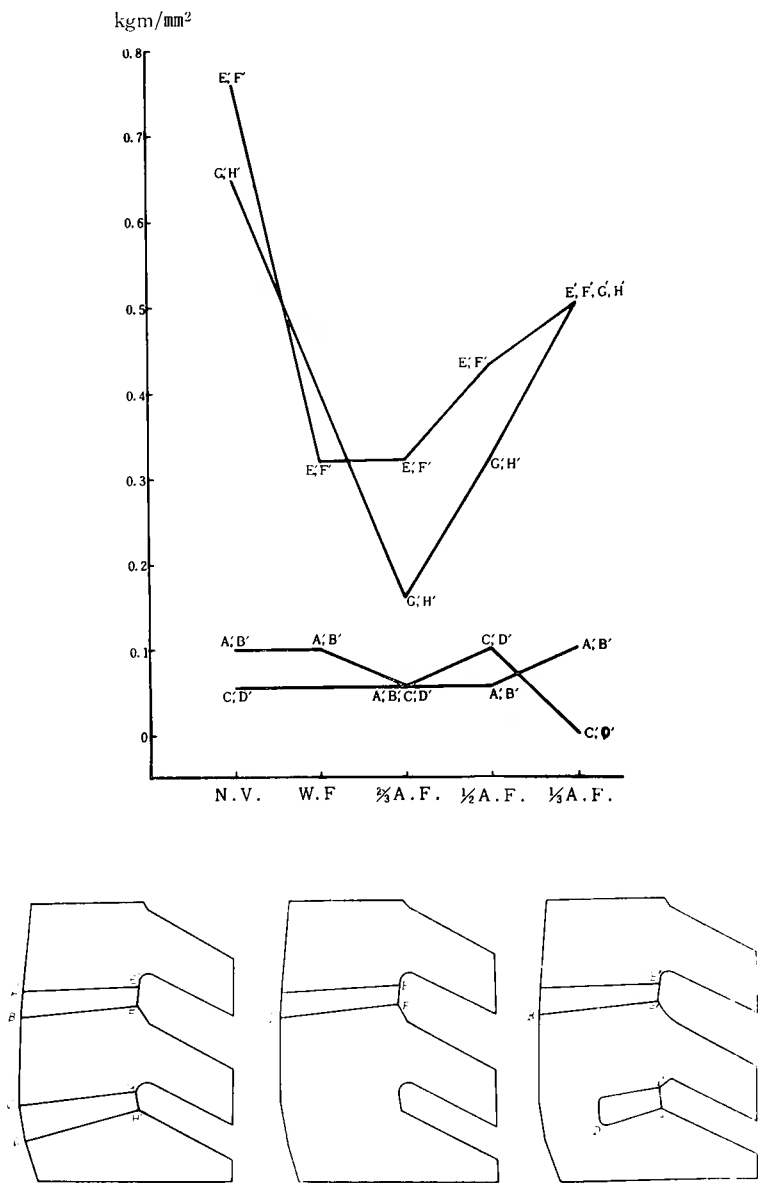 kgm/mm²
0.8
E′, F′
0.7
G′, H′
0.6
0.5
E′, F′, G′, H′
E′, F′
0.4
G′, H′
0.3
E′, F′
E′, F′
0.2
G′, H′
C′, D′
A′, B′
A′, B′
A′, B′
0.1
C′, D′
A′, B′, C′, D′
A′, B′
0
C′, D′
N.V. W.F ⅔A.F. ½A.F. ⅓A.F.
B E
H
F
D